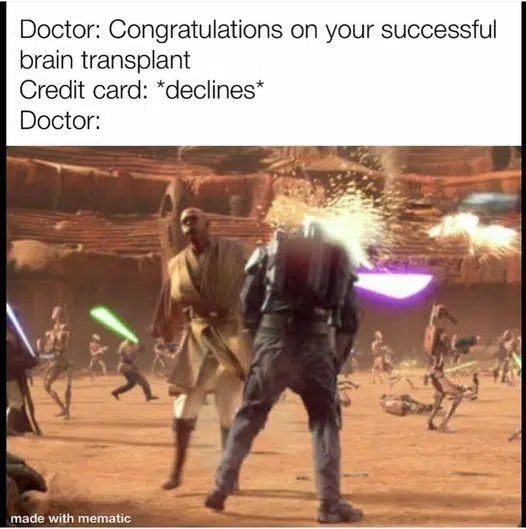 Doctor: Congratulations on your successful
brain transplant
Credit card: *declines*
Doctor:
made with mematic